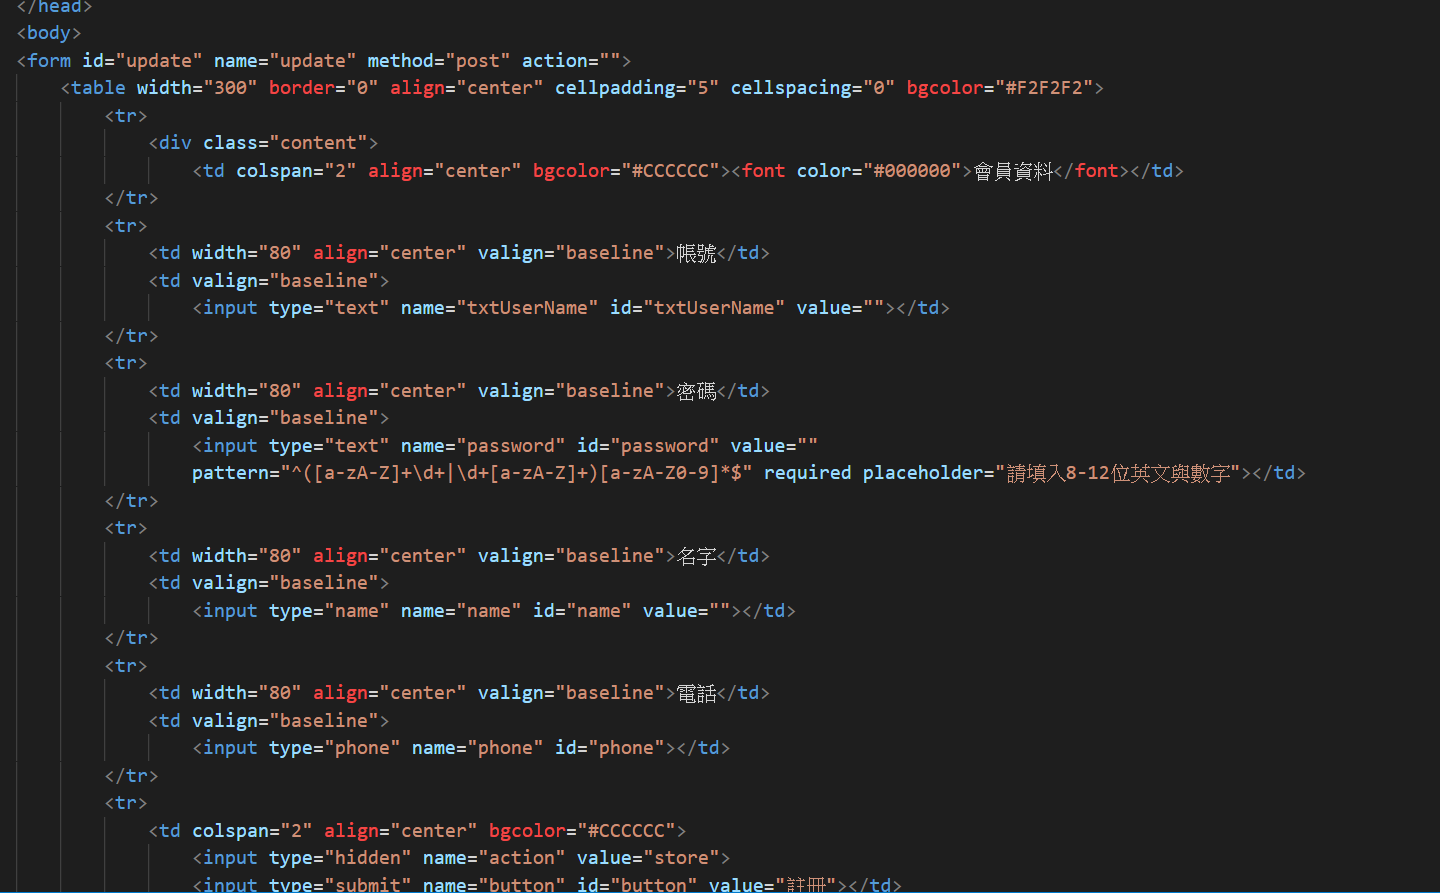 </head>
<body>
<form id="update" name="update" method="post" action="">
<table width="300" border="0" align="center" cellpadding="5" cellspacing="0" bgcolor="#F2F2F2">
<tr>
<div class="content">
<td colspan="2" align="center" bgcolor="#CCCCCC"><font color="#000000">會員資料</font></td>
</tr>
<tr>
<td width="80" align="center" valign="baseline">帳號</td>
<td valign="baseline">
<input type="text" name="txtUserName" id="txtUserName" value=""></td>
</tr>
<tr>
<td width="80" align="center" valign="baseline">密碼</td>
<td valign="baseline">
<input type="text" name="password" id="password" value=""
pattern="^([a-zA-Z]+\d+|\d+[a-zA-Z]+)[a-zA-Z0-9]*$" required placeholder="請填入8-12位英文與數字"></td>
</tr>
<tr>
<td width="80" align="center" valign="baseline">名字</td>
<td valign="baseline">
<input type="name" name="name" id="name" value=""></td>
</tr>
<tr>
<td width="80" align="center" valign="baseline">電話</td>
<td valign="baseline">
<input type="phone" name="phone" id="phone"></td>
</tr>
<tr>
<td colspan="2" align="center" bgcolor="#CCCCCC">
<input type="hidden" name="action" value="store">
<input type="submit" name="button" id="button" value="註冊"></td>